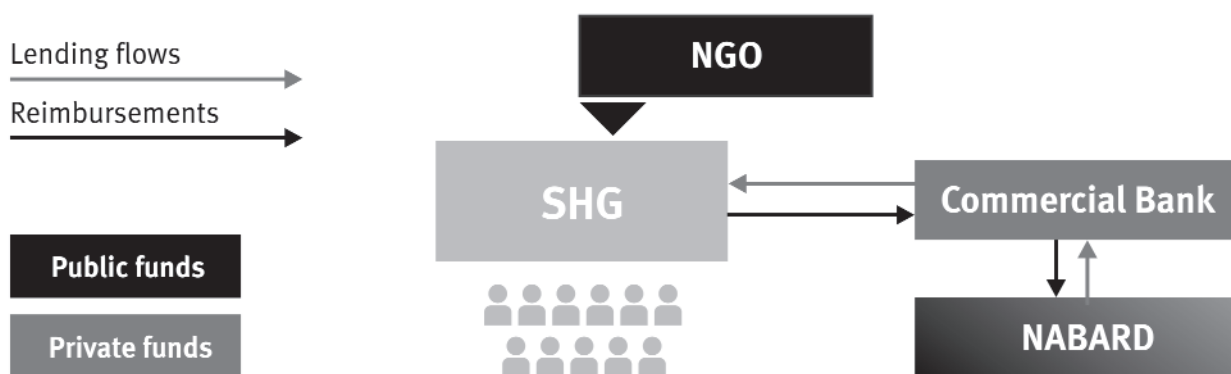 Lending flows
Reimbursements
NGO
SHG
Commercial Bank
Public funds
Private funds
NABARD